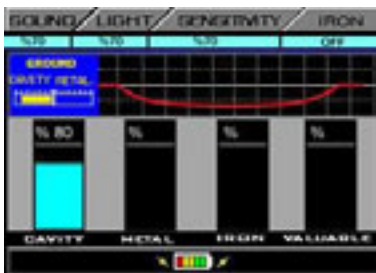 SOUND LIGHT SENSITIVITY IRON
%70 %70 %70 OFF
GROUND
CAVITY METAL
% 80 % % %
CAVITY METAL IRON VALUABLE